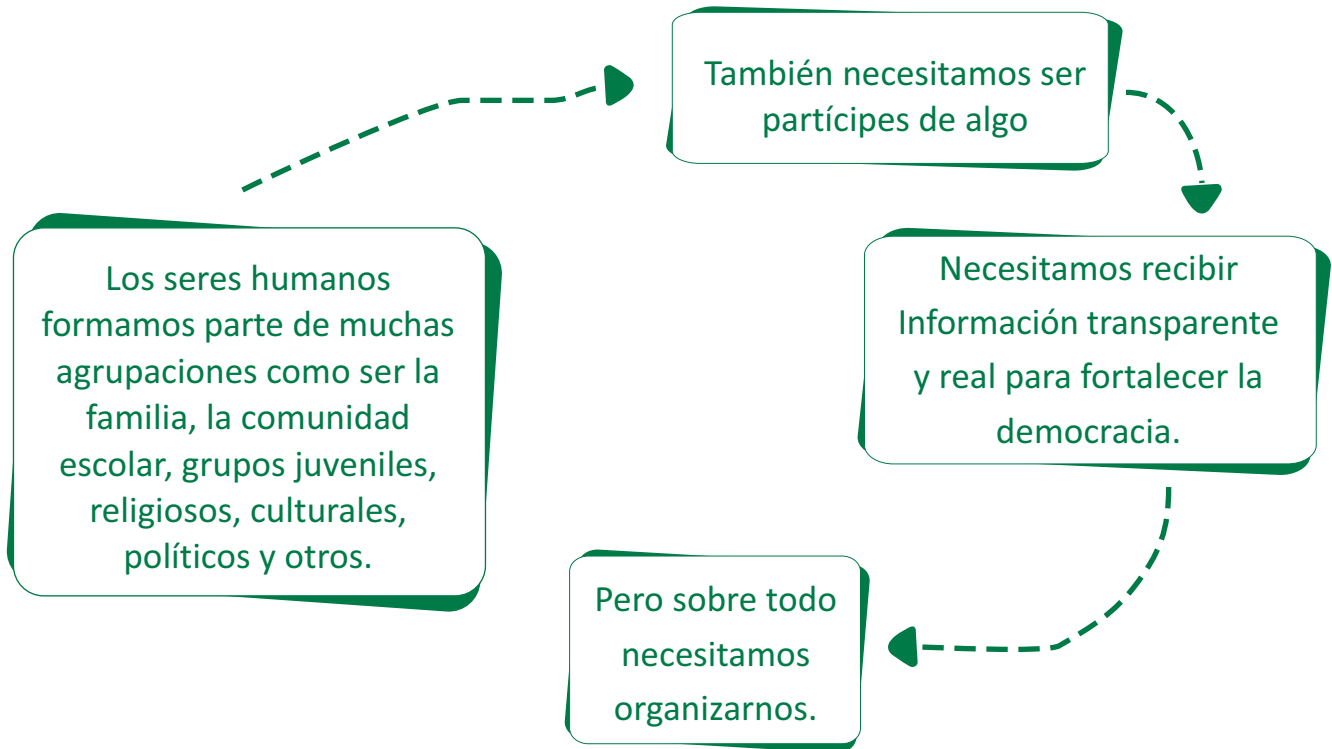 Los seres humanos
formamos parte de muchas
agrupaciones como ser la
familia, la comunidad
escolar, grupos juveniles,
religiosos, culturales,
políticos y otros.
También necesitamos ser
partícipes de algo
Necesitamos recibir
Información transparente
y real para fortalecer la
democracia.
Pero sobre todo
necesitamos
organizarnos.